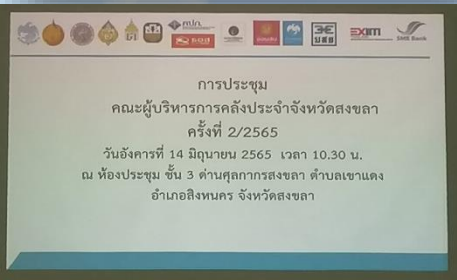 ธอส
EXIM
บสย
SME Bank
การประชุม
คณะผู้บริหารการคลังประจำจังหวัดสงขลา
ครั้งที่ 2/2565
วันอังคารที่ 14 มิถุนายน 2565 เวลา 10.30 น.
ณ ห้องประชุม ชั้น 3 ด่านศุลกากรสงขลา ตำบลเขาแดง
อำเภอสิงหนคร จังหวัดสงขลา